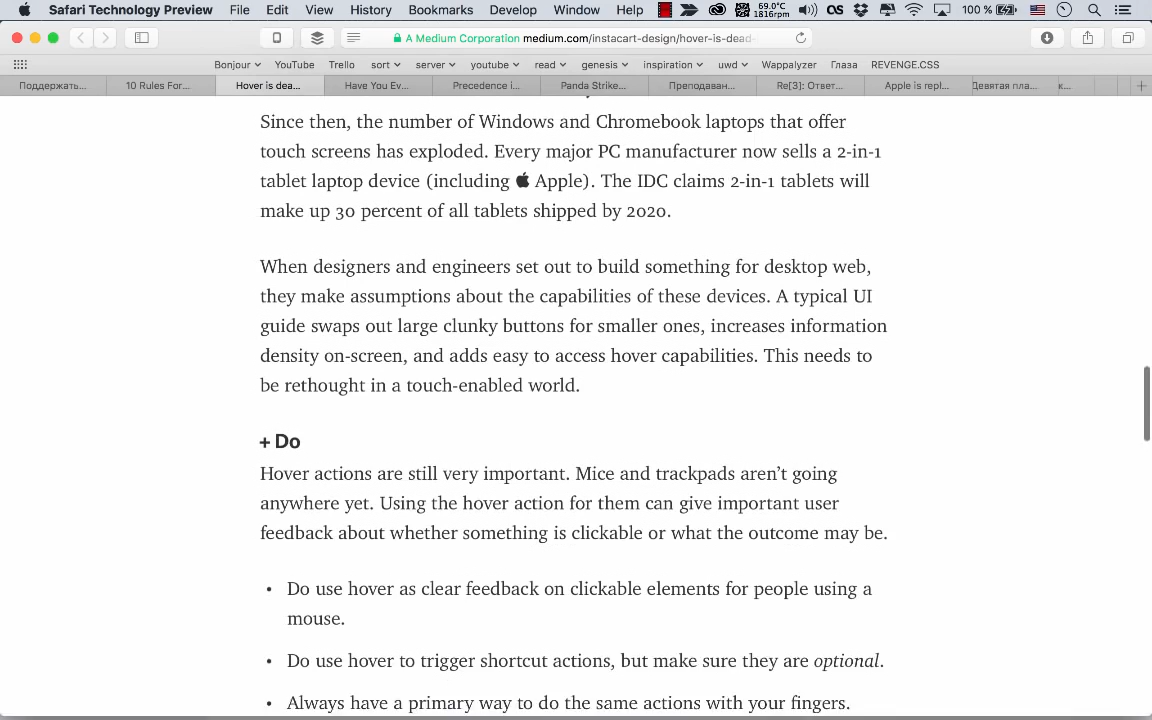 Safari Technology Preview File Edit View History Bookmarks Develop Window Help 69.0°C 1816rpm 100 %
A Medium Corporation medium.com/instacart-design/hover-is-dead-
Bonjour YouTube Trello sort server youtube read genesis inspiration uwd Wappalyzer Глаза REVENGE.CSS
Поддержать... 10 Rules For... Hover is dea... Have You Ev... Precedence i... Panda Strike... Преподаван... Re[3]: Ответ... Apple is repl... Девятая пла... к...
Since then, the number of Windows and Chromebook laptops that offer
touch screens has exploded. Every major PC manufacturer now sells a 2-in-1
tablet laptop device (including Apple). The IDC claims 2-in-1 tablets will
make up 30 percent of all tablets shipped by 2020.
When designers and engineers set out to build something for desktop web,
they make assumptions about the capabilities of these devices. A typical UI
guide swaps out large clunky buttons for smaller ones, increases information
density on-screen, and adds easy to access hover capabilities. This needs to
be rethought in a touch-enabled world.
+ Do
Hover actions are still very important. Mice and trackpads aren’t going
anywhere yet. Using the hover action for them can give important user
feedback about whether something is clickable or what the outcome may be.
• Do use hover as clear feedback on clickable elements for people using a
mouse.
• Do use hover to trigger shortcut actions, but make sure they are optional.
• Always have a primary way to do the same actions with your fingers.